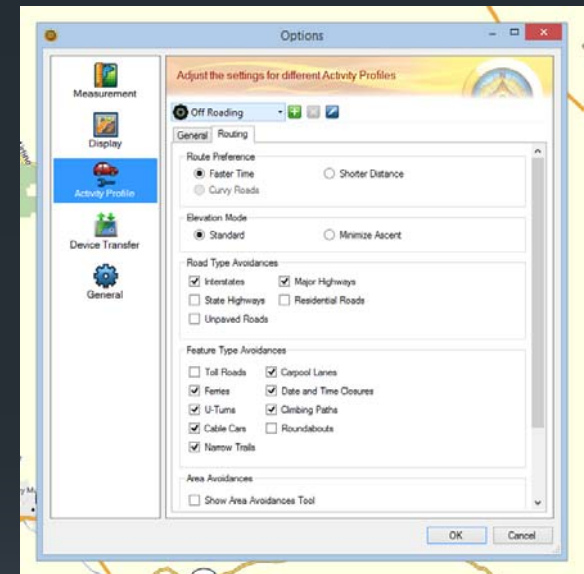 Options
Measurement
Display
Activity Profile
Device Transfer
General
Adjust the settings for different Activity Profiles
Off Roading
General Routing
Route Preference
Faster Time Shorter Distance
Curvy Roads
Elevation Mode
Standard Minimize Ascent
Road Type Avoidances
Interstates Major Highways
State Highways Residential Roads
Unpaved Roads
Feature Type Avoidances
Toll Roads Carpool Lanes
Ferries Date and Time Closures
U-Turns Climbing Paths
Cable Cars Roundabouts
Narrow Trails
Area Avoidances
Show Area Avoidances Tool
OK Cancel